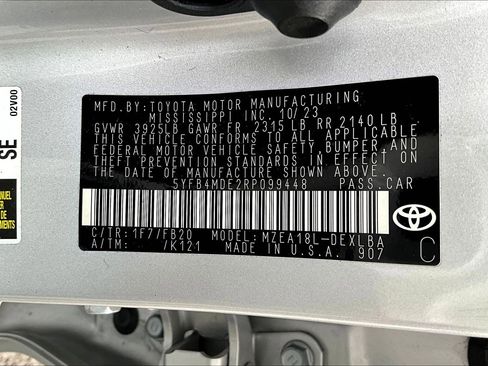 MFD.BY:TOYOTA MOTOR MANUFACTURING
MISSISSIPPI INC. 10/23
GVWR 3925LB GAWR FR 2315 LB RR 2140 LB
THIS VEHICLE CONFORMS TO ALL APPLICABLE
FEDERAL MOTOR VEHICLE SAFETY, BUMPER, AND
THEFT PREVENTION STANDARDS IN EFFECT ON
THE DATE OF MANUFACTURE SHOWN ABOVE.
5YFB4MDE2RP099448 PASS.CAR
C/TR:1F7/FB20 MODEL:MZEA18L-DEXLBA
A/TM: /K121 MADE IN U.S.A. 907
C
02V00
SE